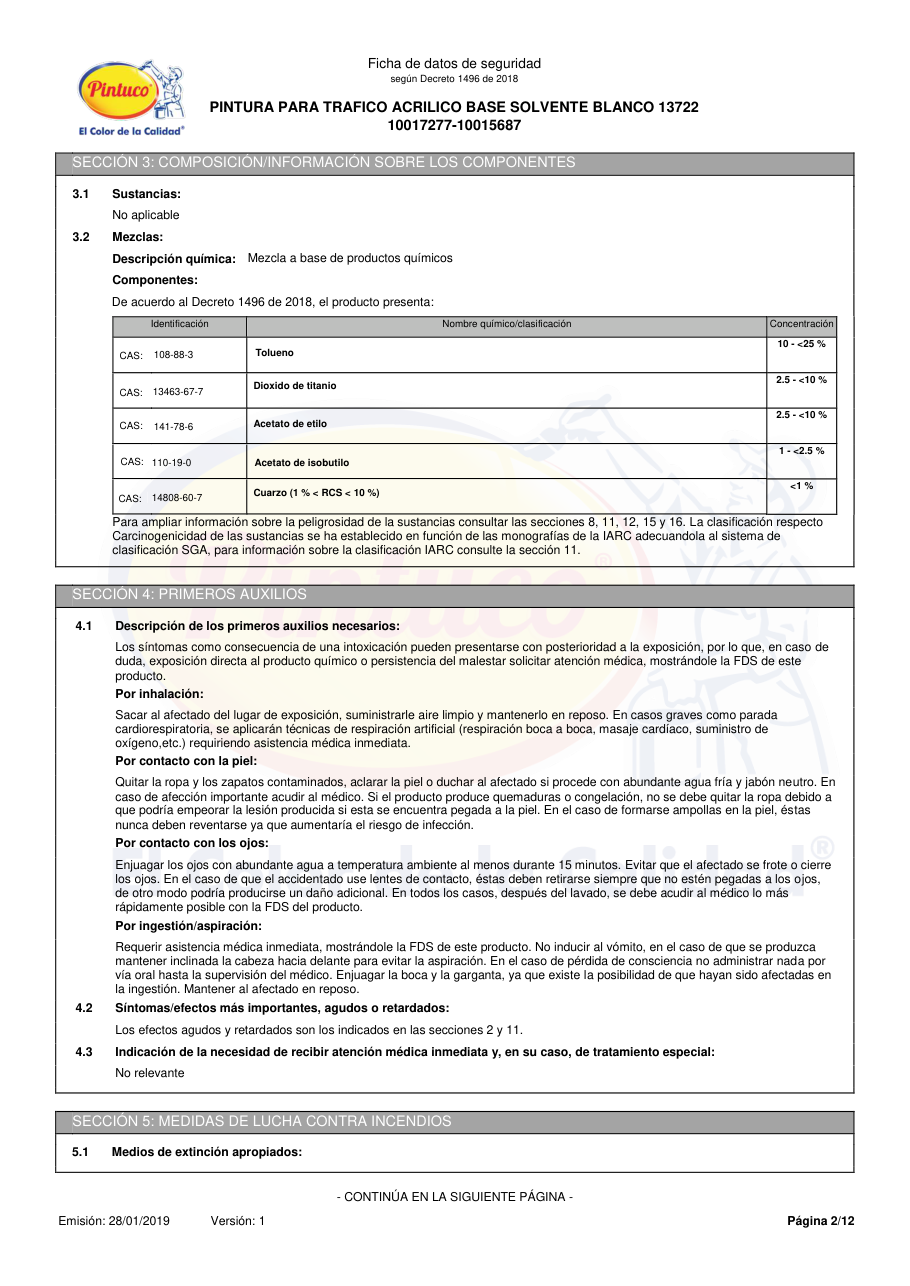 Ficha de datos de seguridad
según Decreto 1496 de 2018
Pintuco®
El Color de la Calidad®
PINTURA PARA TRAFICO ACRILICO BASE SOLVENTE BLANCO 13722
10017277-10015687
SECCIÓN 3: COMPOSICIÓN/INFORMACIÓN SOBRE LOS COMPONENTES
3.1 Sustancias:
No aplicable
3.2 Mezclas:
Descripción química: Mezcla a base de productos químicos
Componentes:
De acuerdo al Decreto 1496 de 2018, el producto presenta:
Identificación Nombre químico/clasificación Concentración
CAS: 108-88-3 Tolueno 10 - <25 %
CAS: 13463-67-7 Dioxido de titanio 2.5 - <10 %
CAS: 141-78-6 Acetato de etilo 2.5 - <10 %
CAS: 110-19-0 Acetato de isobutilo 1 - <2.5 %
CAS: 14808-60-7 Cuarzo (1 % < RCS < 10 %) <1 %
Para ampliar información sobre la peligrosidad de la sustancias consultar las secciones 8, 11, 12, 15 y 16. La clasificación respecto
Carcinogenicidad de las sustancias se ha establecido en función de las monografías de la IARC adecuandola al sistema de
clasificación SGA, para información sobre la clasificación IARC consulte la sección 11.
SECCIÓN 4: PRIMEROS AUXILIOS
4.1 Descripción de los primeros auxilios necesarios:
Los síntomas como consecuencia de una intoxicación pueden presentarse con posterioridad a la exposición, por lo que, en caso de
duda, exposición directa al producto químico o persistencia del malestar solicitar atención médica, mostrándole la FDS de este
producto.
Por inhalación:
Sacar al afectado del lugar de exposición, suministrarle aire limpio y mantenerlo en reposo. En casos graves como parada
cardiorespiratoria, se aplicarán técnicas de respiración artificial (respiración boca a boca, masaje cardíaco, suministro de
oxígeno,etc.) requiriendo asistencia médica inmediata.
Por contacto con la piel:
Quitar la ropa y los zapatos contaminados, aclarar la piel o duchar al afectado si procede con abundante agua fría y jabón neutro. En
caso de afección importante acudir al médico. Si el producto produce quemaduras o congelación, no se debe quitar la ropa debido a
que podría empeorar la lesión producida si esta se encuentra pegada a la piel. En el caso de formarse ampollas en la piel, éstas
nunca deben reventarse ya que aumentaría el riesgo de infección.
Por contacto con los ojos:
Enjuagar los ojos con abundante agua a temperatura ambiente al menos durante 15 minutos. Evitar que el afectado se frote o cierre
los ojos. En el caso de que el accidentado use lentes de contacto, éstas deben retirarse siempre que no estén pegadas a los ojos,
de otro modo podría producirse un daño adicional. En todos los casos, después del lavado, se debe acudir al médico lo más
rápidamente posible con la FDS del producto.
Por ingestión/aspiración:
Requerir asistencia médica inmediata, mostrándole la FDS de este producto. No inducir al vómito, en el caso de que se produzca
mantener inclinada la cabeza hacia delante para evitar la aspiración. En el caso de pérdida de consciencia no administrar nada por
vía oral hasta la supervisión del médico. Enjuagar la boca y la garganta, ya que existe la posibilidad de que hayan sido afectadas en
la ingestión. Mantener al afectado en reposo.
4.2 Síntomas/efectos más importantes, agudos o retardados:
Los efectos agudos y retardados son los indicados en las secciones 2 y 11.
4.3 Indicación de la necesidad de recibir atención médica inmediata y, en su caso, de tratamiento especial:
No relevante
SECCIÓN 5: MEDIDAS DE LUCHA CONTRA INCENDIOS
5.1 Medios de extinción apropiados:
- CONTINÚA EN LA SIGUIENTE PÁGINA -
Emisión: 28/01/2019 Versión: 1 Página 2/12